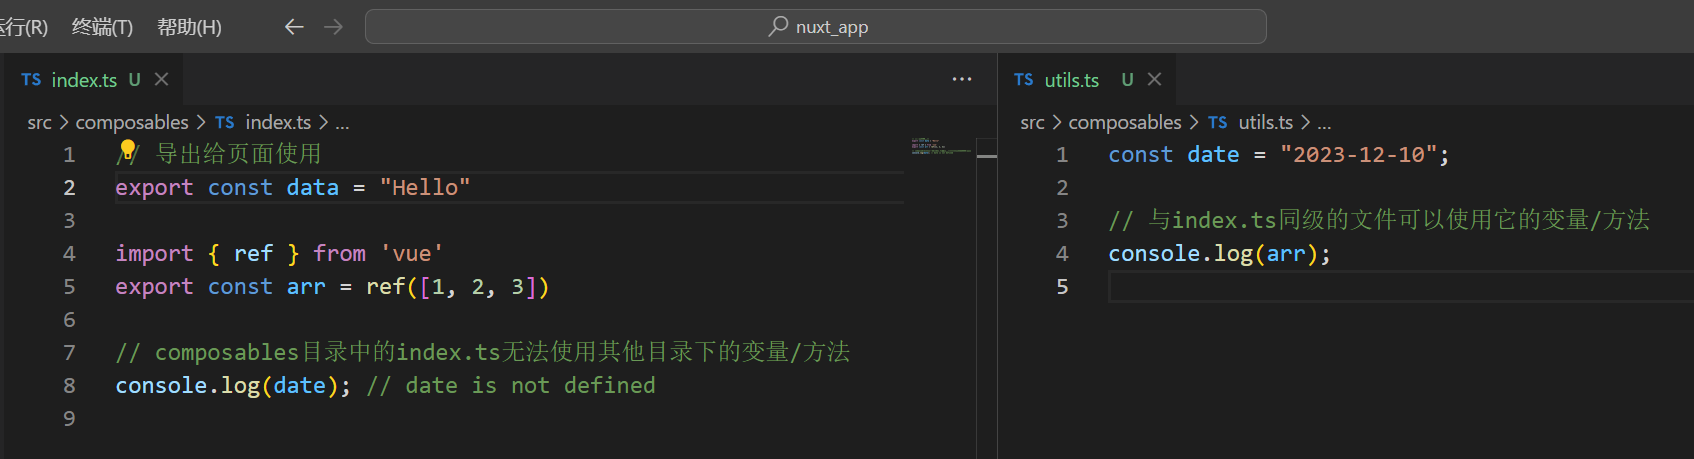 运行(R) 终端(T) 帮助(H) ← → nuxt_app
TS index.ts U × ···
src > composables > TS index.ts > ...
1 // 导出给页面使用
2 export const data = "Hello"
3
4 import { ref } from 'vue'
5 export const arr = ref([1, 2, 3])
6
7 // composables目录中的index.ts无法使用其他目录下的变量/方法
8 console.log(date); // date is not defined
9
TS utils.ts U ×
src > composables > TS utils.ts > ...
1 const date = "2023-12-10";
2
3 // 与index.ts同级的文件可以使用它的变量/方法
4 console.log(arr);
5